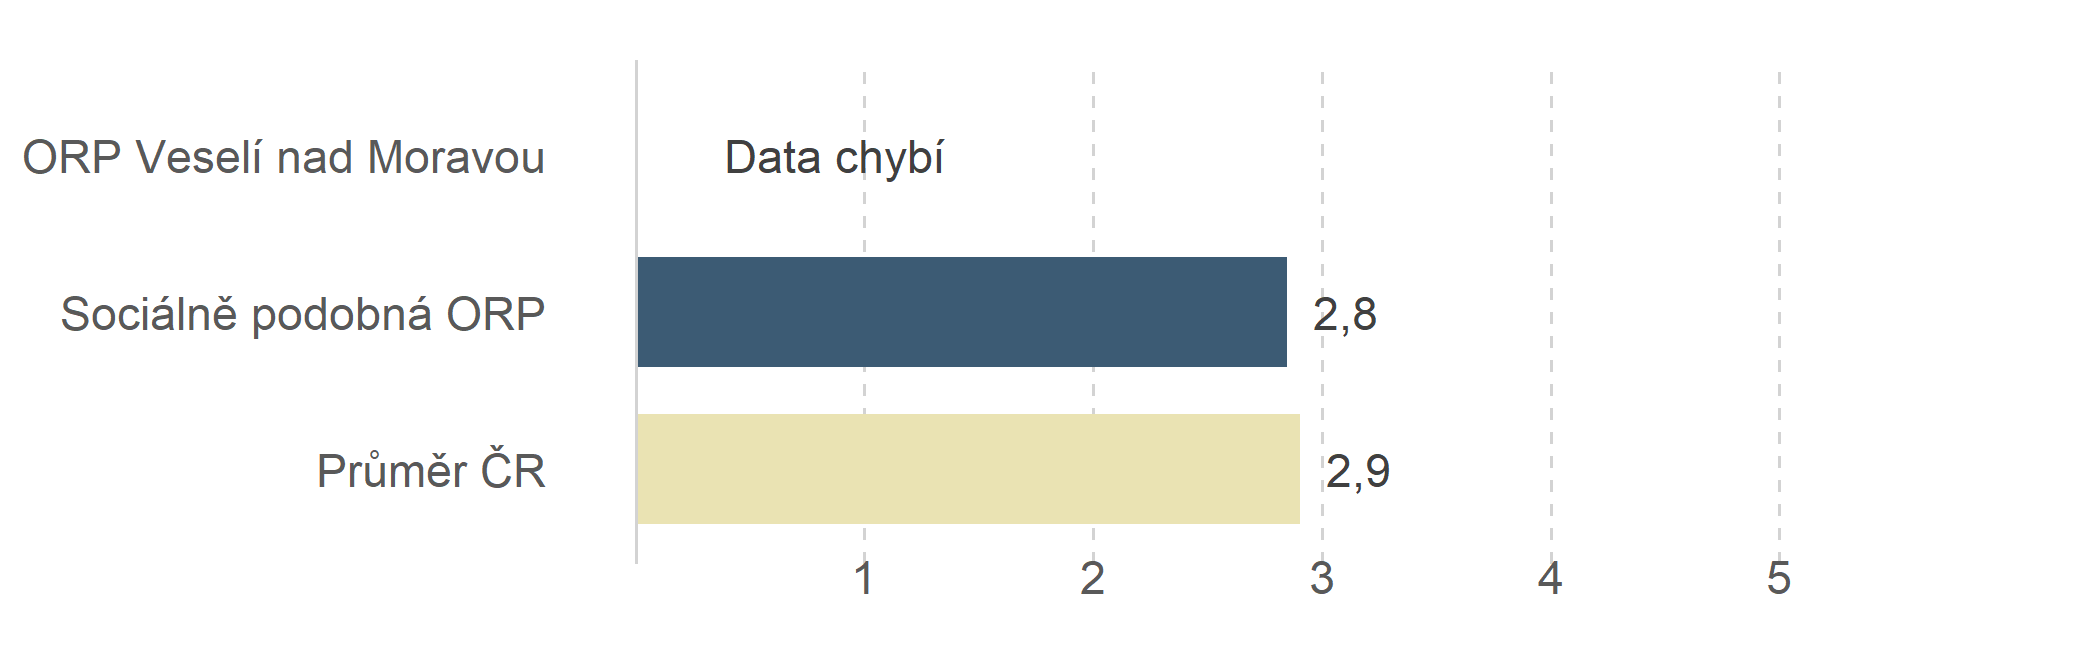 ORP Veselí nad Moravou
Data chybí
Sociálně podobná ORP
2,8
Průměr ČR
2,9
1 2 3 4 5